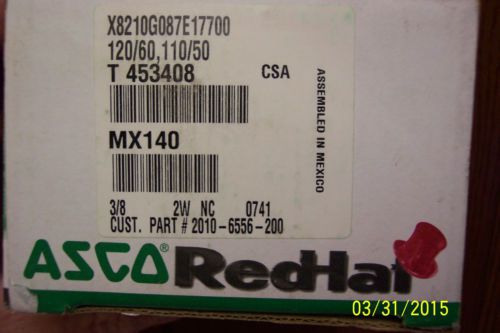 X8210G087E17700
120/60,110/50
T 453408 CSA
ASSEMBLED IN MEXICO
MX140
3/8 2W NC 0741
CUST. PART # 2010-6556-200
ASCO RedHat
03/31/2015